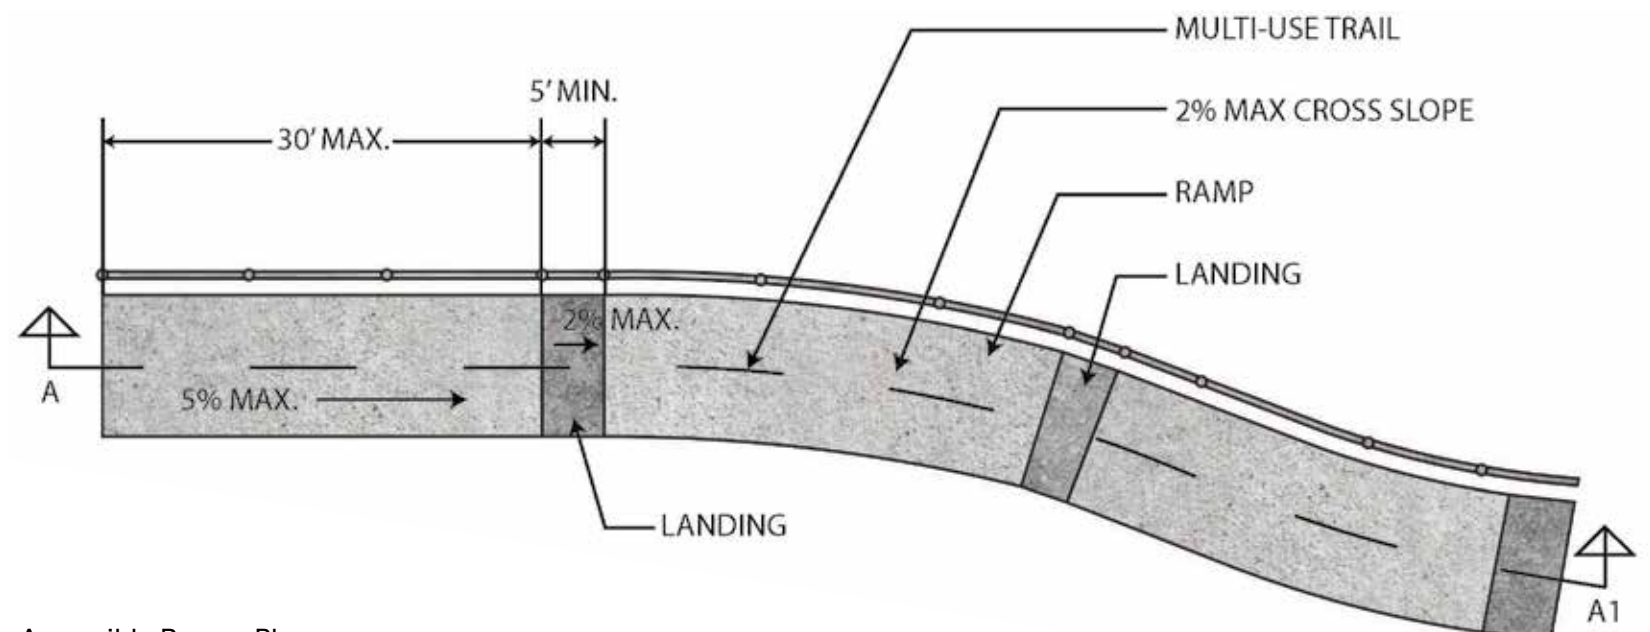 MULTI-USE TRAIL
5' MIN.
2% MAX CROSS SLOPE
30' MAX.
RAMP
LANDING
2% MAX.
A
5% MAX.
LANDING
A1